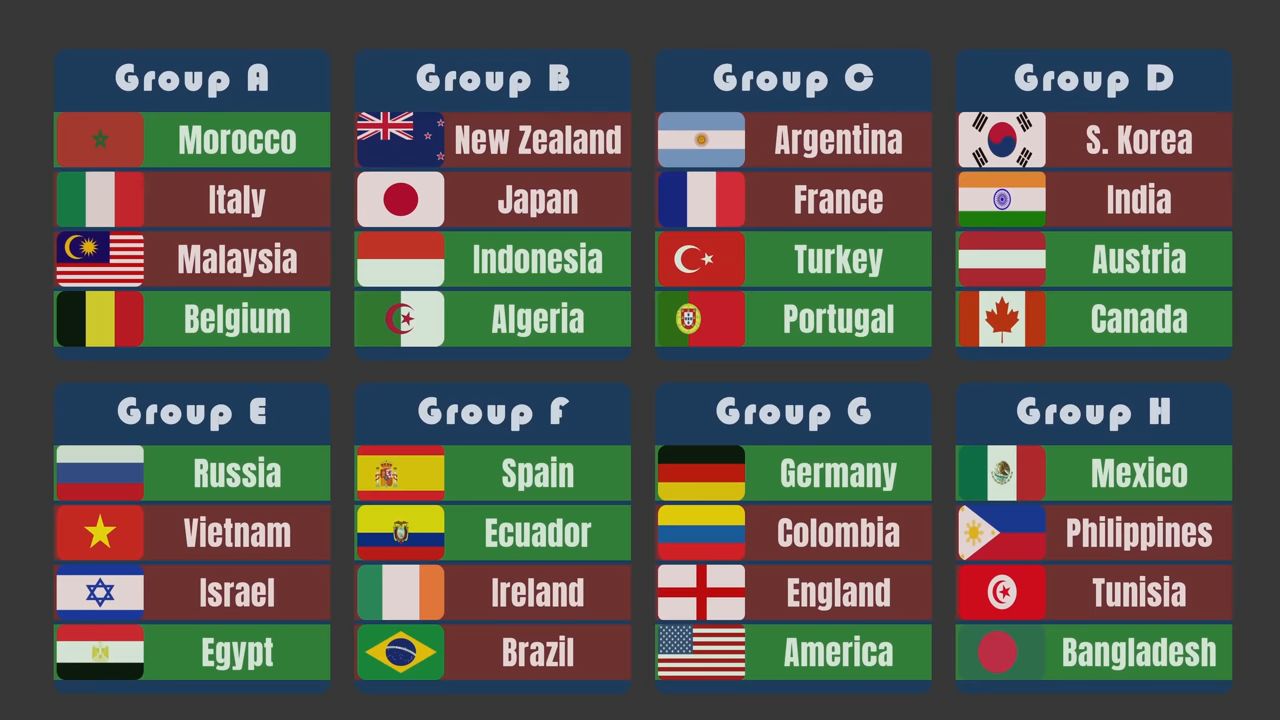 Group A
Morocco
Italy
Malaysia
Belgium
Group B
New Zealand
Japan
Indonesia
Algeria
Group C
Argentina
France
Turkey
Portugal
Group D
S. Korea
India
Austria
Canada
Group E
Russia
Vietnam
Israel
Egypt
Group F
Spain
Ecuador
Ireland
Brazil
Group G
Germany
Colombia
England
America
Group H
Mexico
Philippines
Tunisia
Bangladesh